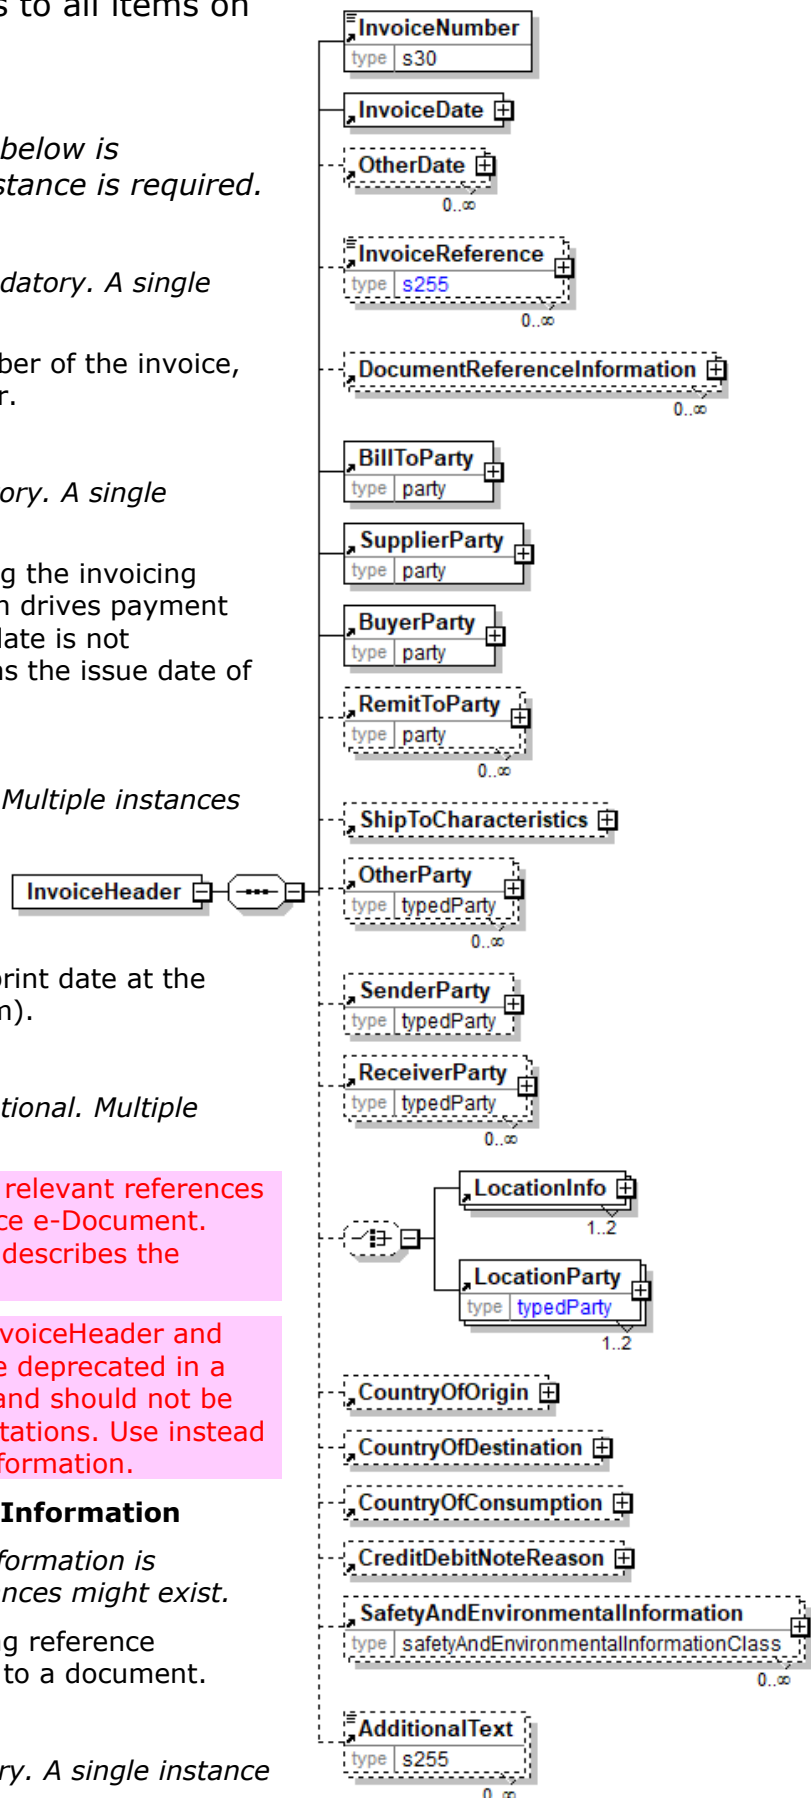 s to all items on
below is
stance is required.
datory. A single
ber of the invoice,
r.
ory. A single
g the invoicing
n drives payment
date is not
as the issue date of
Multiple instances
print date at the
n).
tional. Multiple
relevant references
ce e-Document.
describes the
voiceHeader and
e deprecated in a
and should not be
tations. Use instead
formation.
Information
formation is
nces might exist.
ng reference
to a document.
ry. A single instance
InvoiceHeader
InvoiceNumber
type s30
InvoiceDate
OtherDate
0..∞
InvoiceReference
type s255
0..∞
DocumentReferenceInformation
0..∞
BillToParty
type party
SupplierParty
type party
BuyerParty
type party
RemitToParty
type party
0..∞
ShipToCharacteristics
OtherParty
type typedParty
0..∞
SenderParty
type typedParty
ReceiverParty
type typedParty
0..∞
LocationInfo
1..2
LocationParty
type typedParty
1..2
CountryOfOrigin
CountryOfDestination
CountryOfConsumption
CreditDebitNoteReason
SafetyAndEnvironmentalInformation
type safetyAndEnvironmentalInformationClass
0..∞
AdditionalText
type s255
0..∞